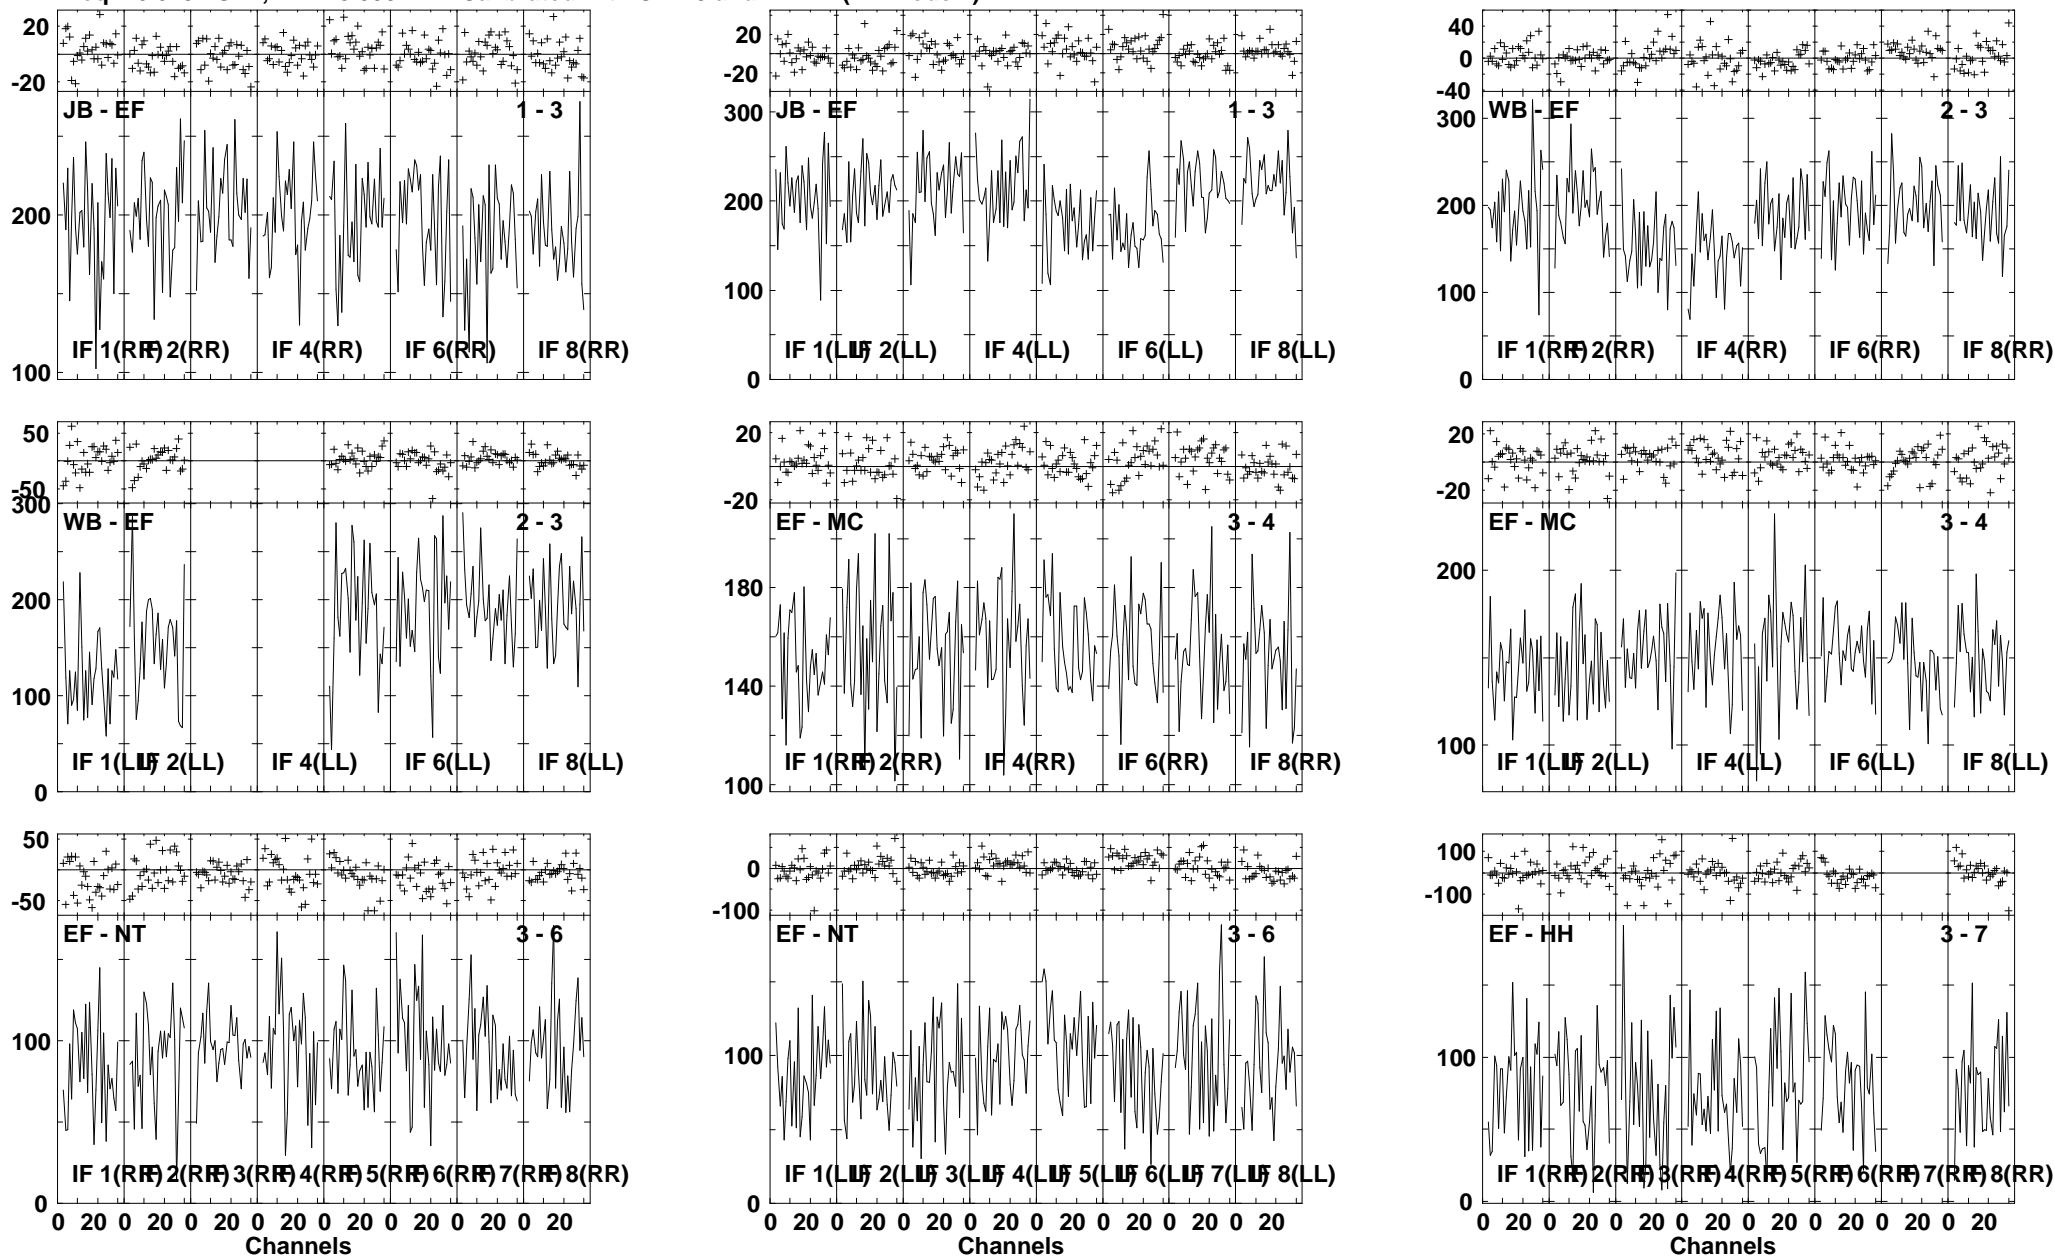 20
0
-20
JB - EF 1 - 3
200
100
IF 1(RR) IF 2(RR) IF 4(RR) IF 6(RR) IF 8(RR)
20
0
-20
JB - EF 1 - 3
300
200
100
0
IF 1(LL) IF 2(LL) IF 4(LL) IF 6(LL) IF 8(LL)
40
0
-40
WB - EF 2 - 3
300
200
100
0
IF 1(RR) IF 2(RR) IF 4(RR) IF 6(RR) IF 8(RR)
50
0
-50
WB - EF 2 - 3
300
200
100
0
IF 1(LL) IF 2(LL) IF 4(LL) IF 6(LL) IF 8(LL)
20
0
-20
EF - MC 3 - 4
180
140
100
IF 1(RR) IF 2(RR) IF 4(RR) IF 6(RR) IF 8(RR)
20
0
-20
EF - MC 3 - 4
200
100
IF 1(LL) IF 2(LL) IF 4(LL) IF 6(LL) IF 8(LL)
50
0
-50
EF - NT 3 - 6
100
0
IF 1(RR) IF 2(RR) IF 3(RR) IF 4(RR) IF 5(RR) IF 6(RR) IF 7(RR) IF 8(RR)
0 20 0 20 0 20 0 20 0 20 0 20 0 20 0 20
Channels
0
-100
EF - NT 3 - 6
100
0
IF 1(LL) IF 2(LL) IF 3(LL) IF 4(LL) IF 5(LL) IF 6(LL) IF 7(LL) IF 8(LL)
0 20 0 20 0 20 0 20 0 20 0 20 0 20 0 20
Channels
100
-100
EF - HH 3 - 7
100
0
IF 1(RR) IF 2(RR) IF 3(RR) IF 4(RR) IF 5(RR) IF 6(RR) IF 7(RR) IF 8(RR)
0 20 0 20 0 20 0 20 0 20 0 20 0 20 0 20
Channels